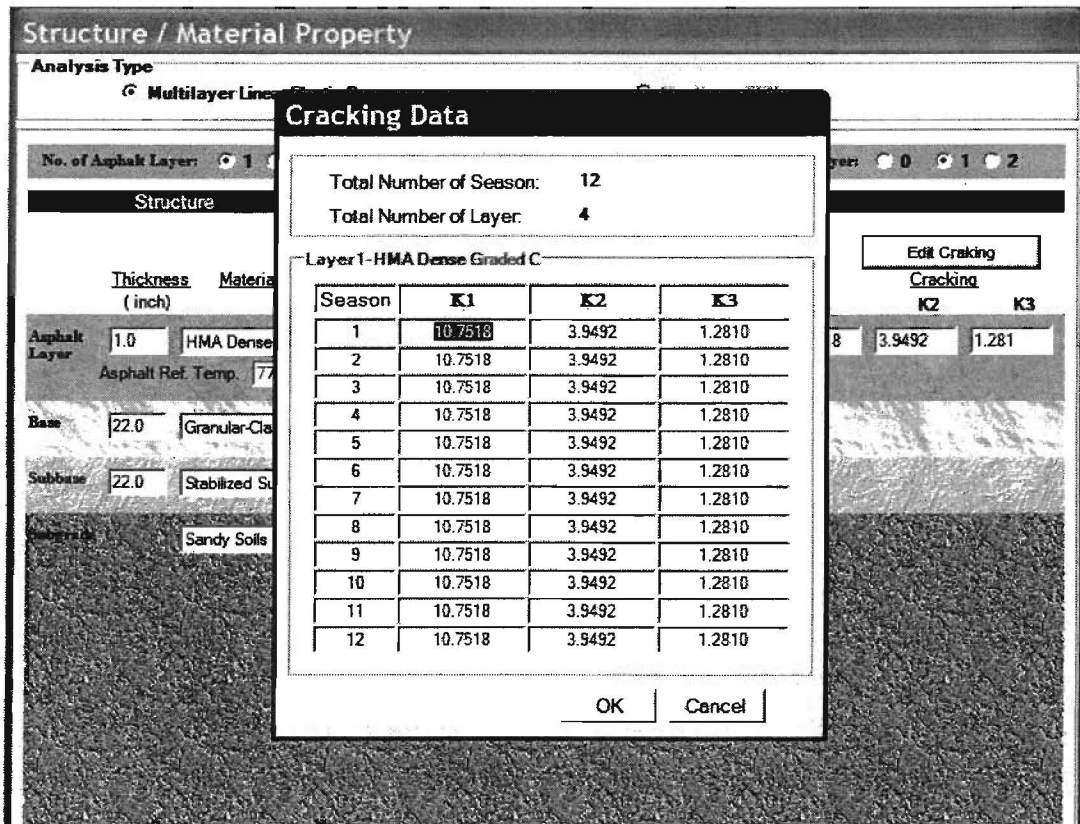 Structure / Material Property
Analysis Type
Multilayer Line
Cracking Data
No. of Asphalt Layer: 1
yer: 0 1 2
Total Number of Season: 12
Total Number of Layer: 4
Structure
Edit Craking
Thickness Materia
( inch)
Cracking
K2 K3
Layer1-HMA Dense Graded C
Season K1 K2 K3
1 10.7518 3.9492 1.2810
2 10.7518 3.9492 1.2810
3 10.7518 3.9492 1.2810
4 10.7518 3.9492 1.2810
5 10.7518 3.9492 1.2810
6 10.7518 3.9492 1.2810
7 10.7518 3.9492 1.2810
8 10.7518 3.9492 1.2810
9 10.7518 3.9492 1.2810
10 10.7518 3.9492 1.2810
11 10.7518 3.9492 1.2810
12 10.7518 3.9492 1.2810
Asphalt
Layer
1.0 HMA Dense
8 3.9492 1.281
Asphalt Ref. Temp. 77
Base 22.0 Granular-Cla
Subbase 22.0 Stabilized Su
Subgrade Sandy Soils
OK Cancel